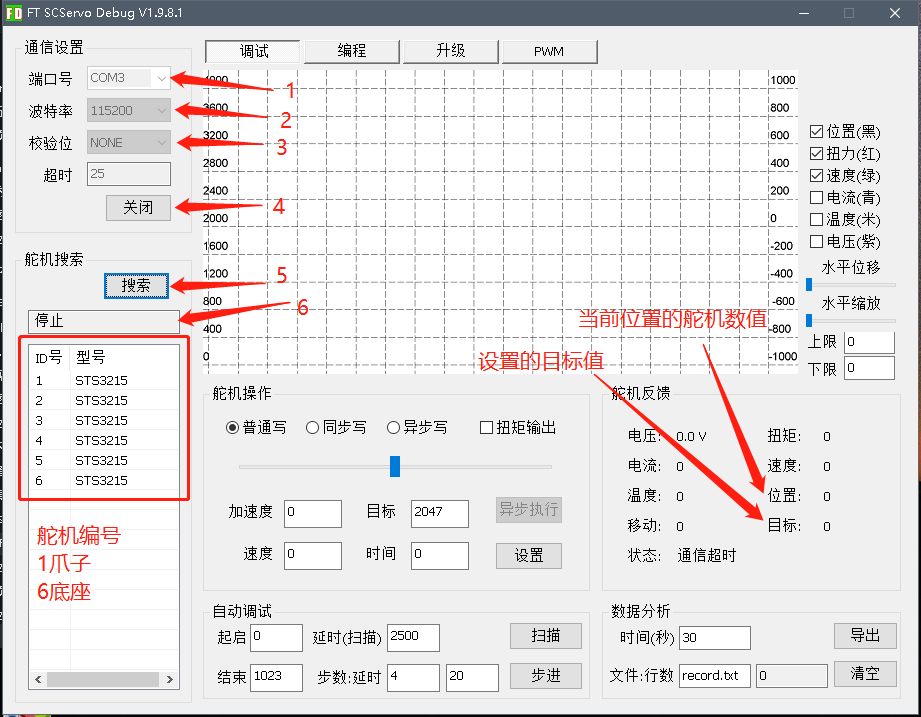 FD FT SCServo Debug V1.9.8.1
通信设置
端口号 COM3
波特率 115200
校验位 NONE
超时 25
关闭
1
2
3
4
舵机搜索
搜索
5
停止
6
ID号 型号
1 STS3215
2 STS3215
3 STS3215
4 STS3215
5 STS3215
6 STS3215
舵机编号
1爪子
6底座
调试 编程 升级 PWM
4000 1000
3600 800
3200 600
2800 400
2400 200
2000 0
1600 -200
1200 -400
800 -600
400 -800
0 -1000
当前位置的舵机数值
设置的目标值
位置(黑)
扭力(红)
速度(绿)
电流(青)
温度(米)
电压(紫)
水平位移
水平缩放
上限 0
下限 0
舵机操作
普通写 同步写 异步写 扭矩输出
加速度 0 目标 2047 异步执行
速度 0 时间 0 设置
舵机反馈
电压: 0.0 V 扭矩: 0
电流: 0 速度: 0
温度: 0 位置: 0
移动: 0 目标: 0
状态: 通信超时
自动调试
起启 0 延时(扫描) 2500 扫描
结束 1023 步数:延时 4 20 步进
数据分析
时间(秒) 30 导出
文件:行数 record.txt 0 清空